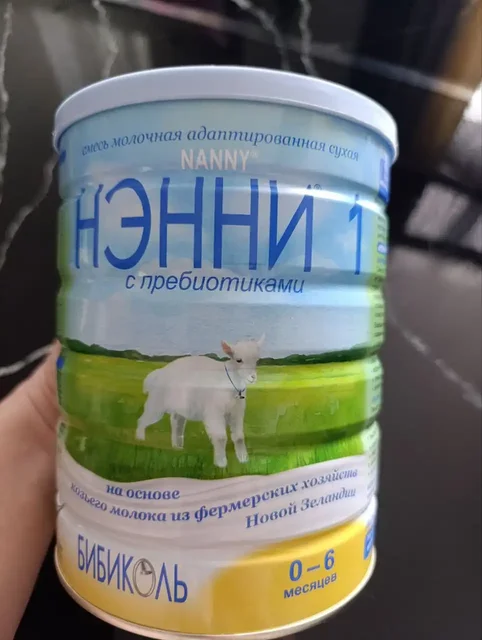 смесь молочная адаптированная сухая
NANNY®
НЭННИ® 1
с пребиотиками
на основе
козьего молока из фермерских хозяйств
Новой Зеландии
БИБИКОЛЬ
0–6
месяцев